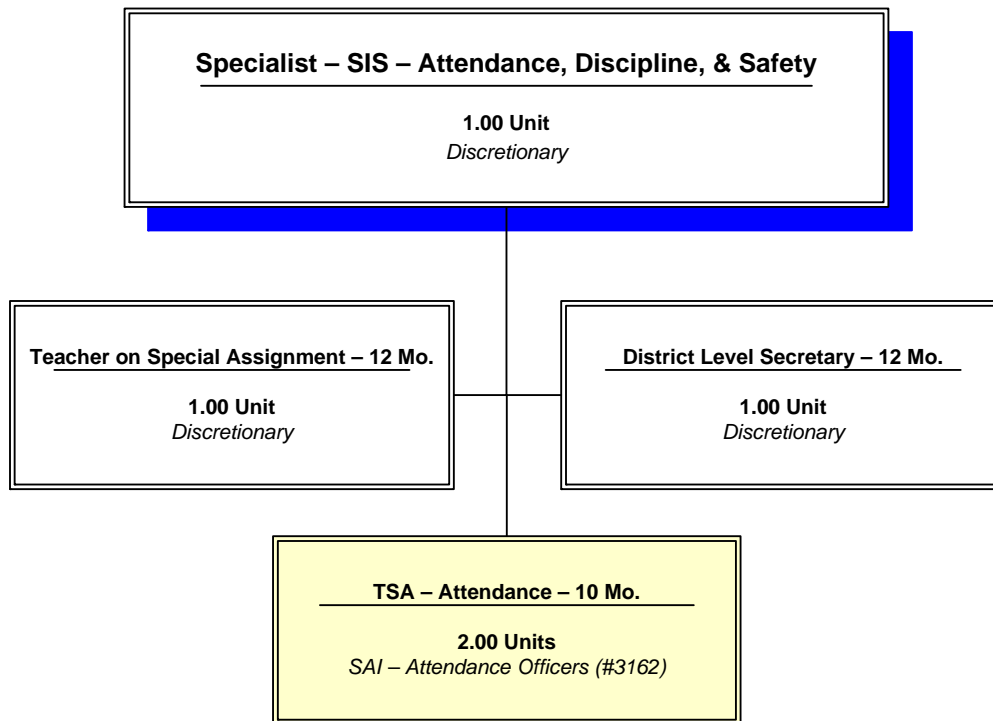 Specialist – SIS – Attendance, Discipline, & Safety
1.00 Unit
Discretionary
Teacher on Special Assignment – 12 Mo.
1.00 Unit
Discretionary
District Level Secretary – 12 Mo.
1.00 Unit
Discretionary
TSA – Attendance – 10 Mo.
2.00 Units
SAI – Attendance Officers (#3162)